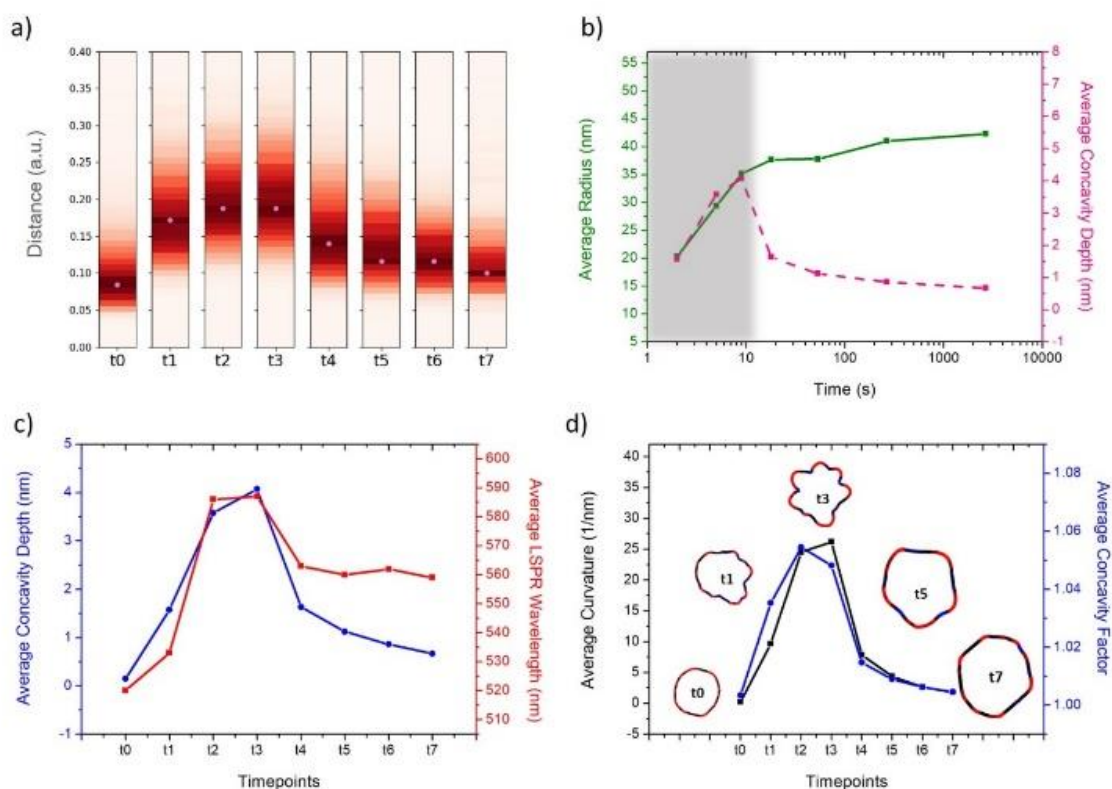 a)
Distance (a.u.)
0.40
0.35
0.30
0.25
0.20
0.15
0.10
0.05
0.00
t0 t1 t2 t3 t4 t5 t6 t7
b)
Average Radius (nm)
55
50
45
40
35
30
25
20
15
10
5
8
7
6
5
4
3
2
1
0
-1
Average Concavity Depth (nm)
1 10 100 1000 10000
Time (s)
c)
Average Concavity Depth (nm)
5
4
3
2
1
0
-1
600
590
580
570
560
550
540
530
520
510
Average LSPR Wavelength (nm)
t0 t1 t2 t3 t4 t5 t6 t7
Timepoints
d)
Average Curvature (1/nm)
40
35
30
25
20
15
10
5
0
-5
t3
t1
t5
t0
t7
1.08
1.06
1.04
1.02
1.00
Average Concavity Factor
t0 t1 t2 t3 t4 t5 t6 t7
Timepoints